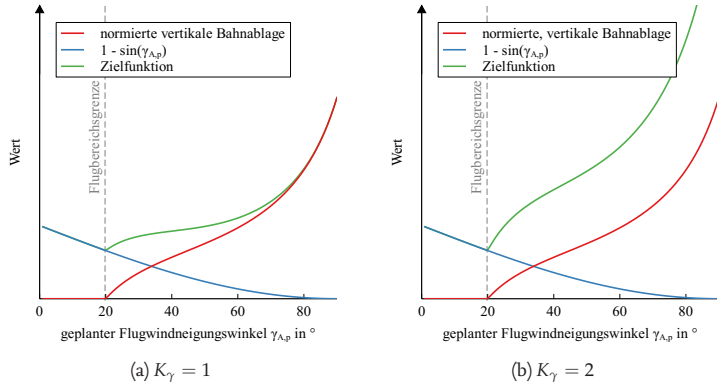 normierte vertikale Bahnablage
1 - sin(γA,p)
Zielfunktion
Flugbereichsgrenze
Wert
0 20 40 60 80
geplanter Flugwindneigungswinkel γA,p in °
(a) Kγ = 1
normierte, vertikale Bahnablage
1 - sin(γA,p)
Zielfunktion
Flugbereichsgrenze
Wert
0 20 40 60 80
geplanter Flugwindneigungswinkel γA,p in °
(b) Kγ = 2